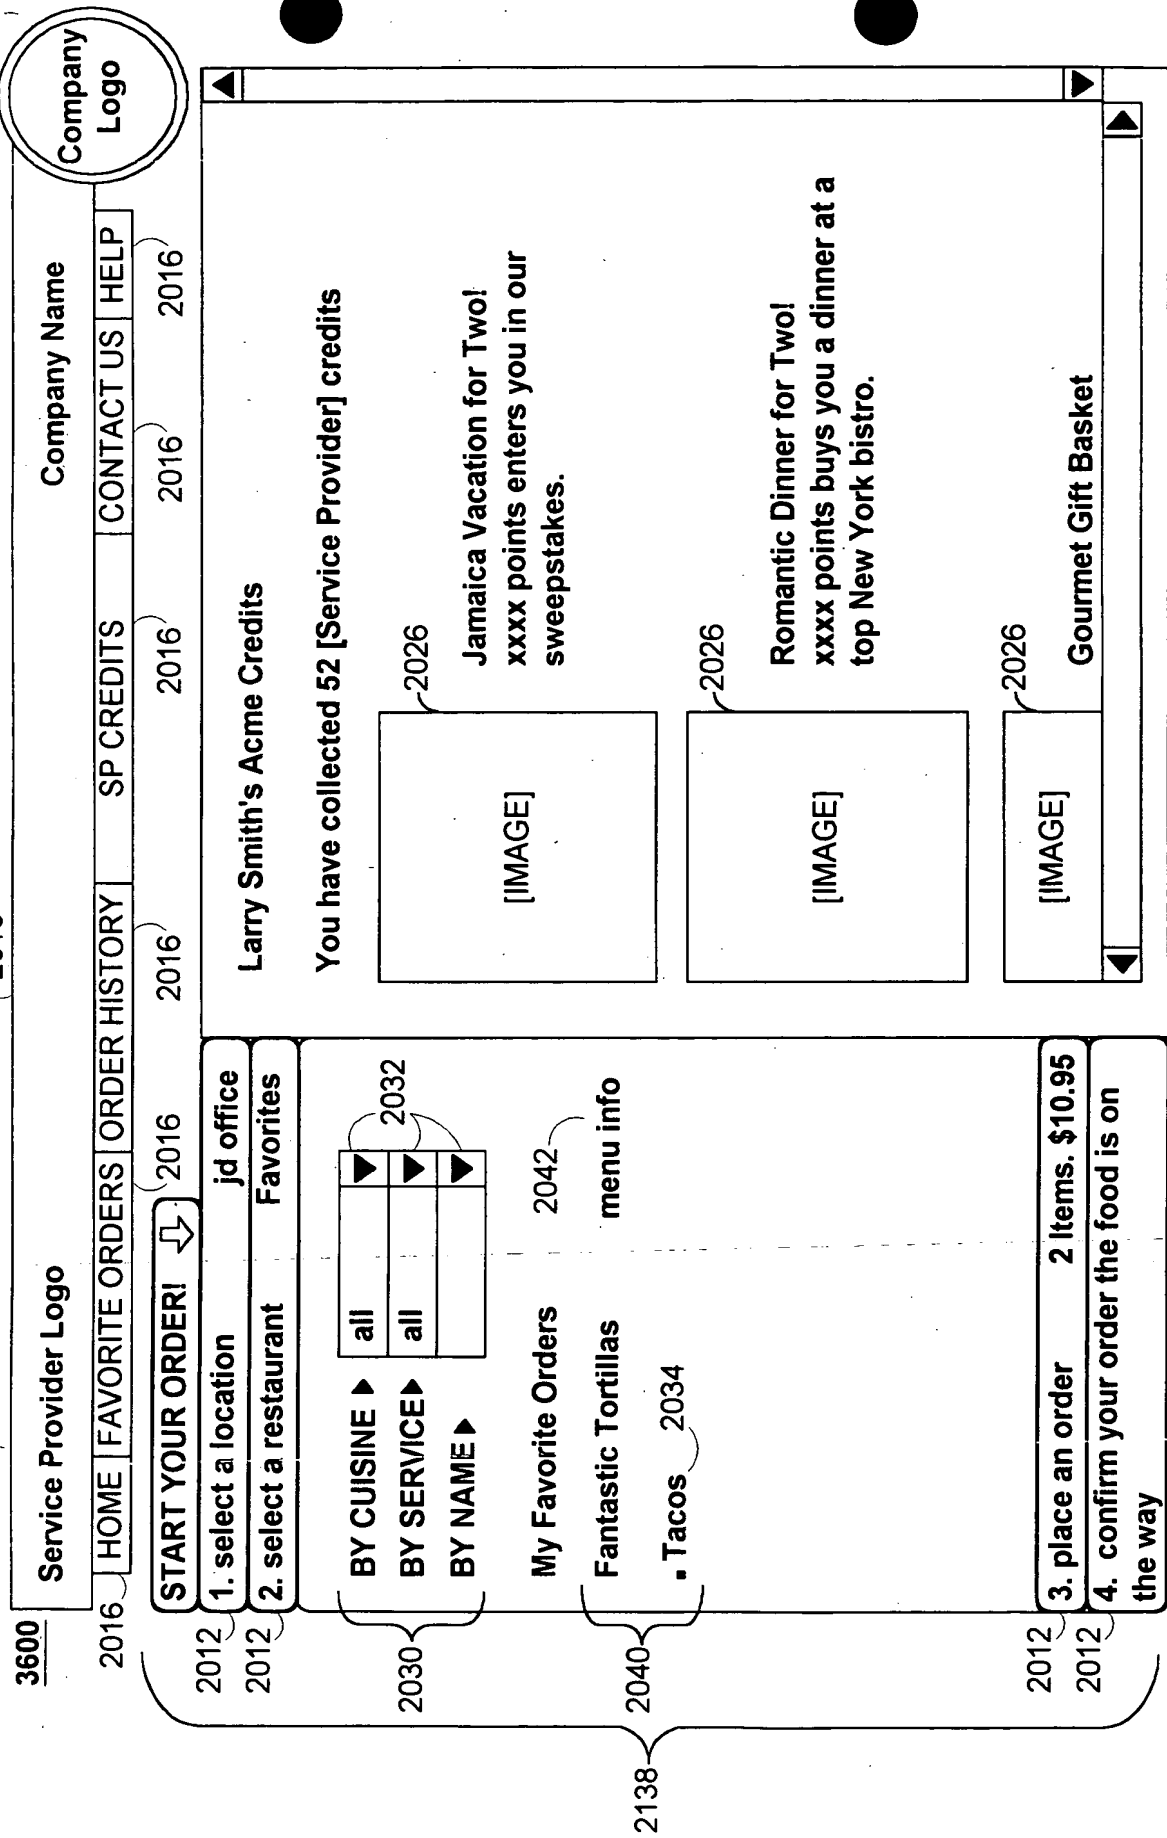 3600
Service Provider Logo
Company Name
Company
Logo
2016
HOME
FAVORITE ORDERS
ORDER HISTORY
SP CREDITS
CONTACT US
HELP
2016
2016
2016
2016
2016
START YOUR ORDER!
2012
1. select a location
jd office
2012
2. select a restaurant
Favorites
2030
BY CUISINE
all
BY SERVICE
all
BY NAME
2032
My Favorite Orders
2042
2040
Fantastic Tortillas
menu info
. Tacos
2034
2138
2012
3. place an order
2 Items. $10.95
2012
4. confirm your order the food is on
the way
Larry Smith's Acme Credits
You have collected 52 [Service Provider] credits
2026
[IMAGE]
Jamaica Vacation for Two!
xxxx points enters you in our
sweepstakes.
2026
[IMAGE]
Romantic Dinner for Two!
xxxx points buys you a dinner at a
top New York bistro.
2026
[IMAGE]
Gourmet Gift Basket